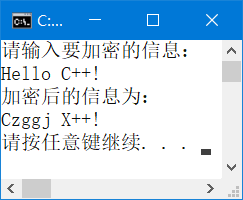 C:...
请输入要加密的信息：
Hello C++!
加密后的信息为：
Czggj X++!
请按任意键继续. . .